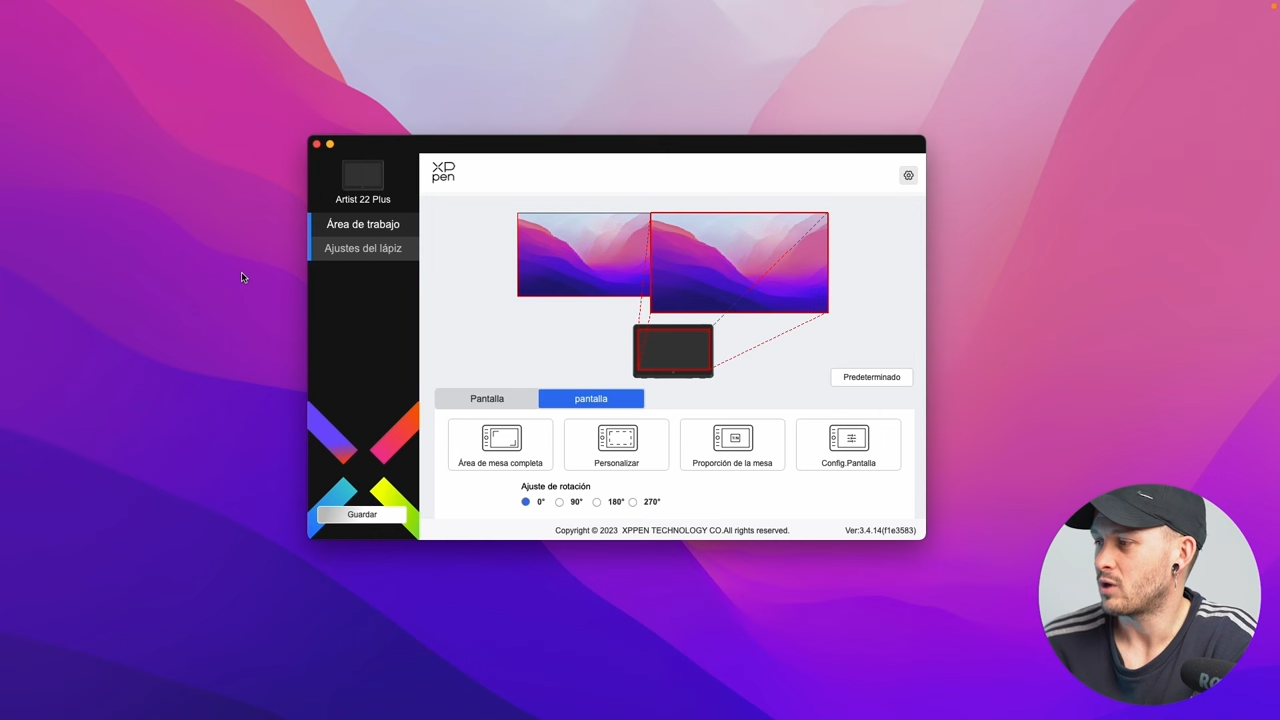 XP
pen
Artist 22 Plus
Área de trabajo
Ajustes del lápiz
Predeterminado
Pantalla
pantalla
Área de mesa completa
Personalizar
Proporción de la mesa
Config.Pantalla
Ajuste de rotación
0°
90°
180°
270°
Guardar
Copyright © 2023 XPPEN TECHNOLOGY CO.All rights reserved.
Ver:3.4.14(f1e3583)